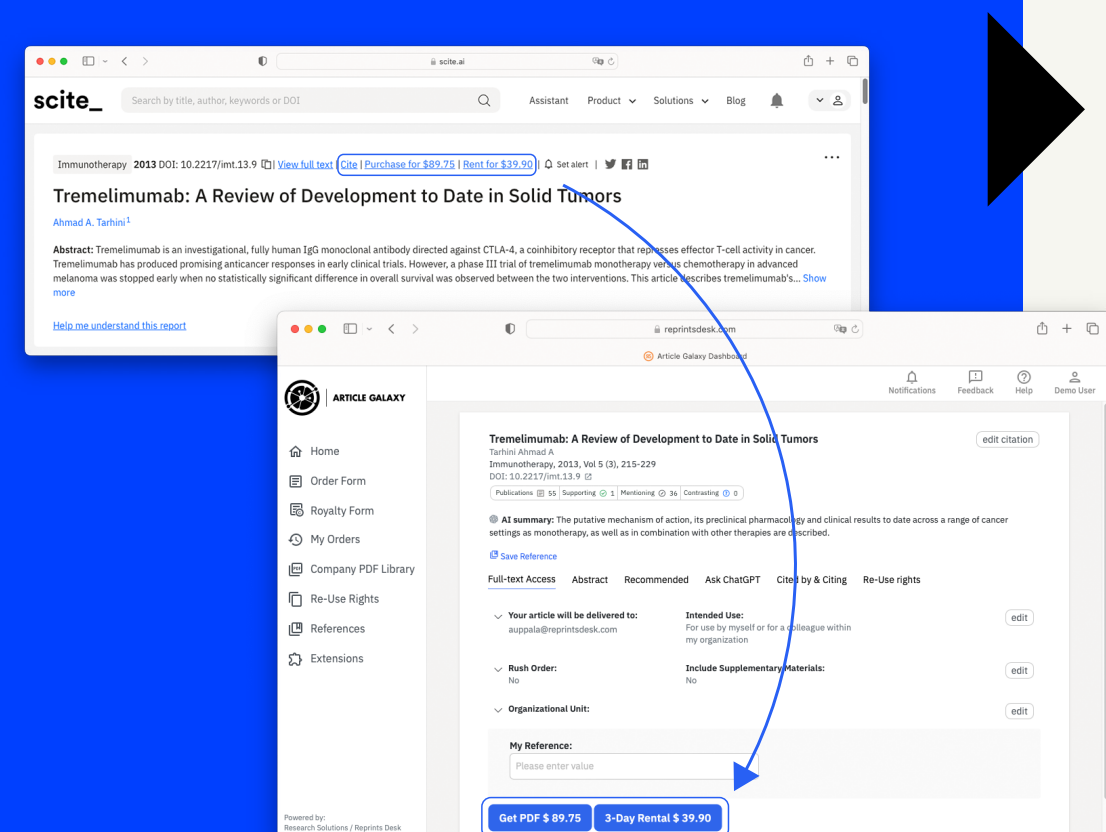 scite.ai
scite_
Search by title, author, keywords or DOI
Assistant Product Solutions Blog
Immunotherapy 2013 DOI: 10.2217/imt.13.9 | View full text | Cite | Purchase for $89.75 | Rent for $39.90 | Set alert |
Tremelimumab: A Review of Development to Date in Solid Tumors
Ahmad A. Tarhini 1
Abstract: Tremelimumab is an investigational, fully human IgG monoclonal antibody directed against CTLA-4, a coinhibitory receptor that represses effector T-cell activity in cancer.
Tremelimumab has produced promising anticancer responses in early clinical trials. However, a phase III trial of tremelimumab monotherapy versus chemotherapy in advanced
melanoma was stopped early when no statistically significant difference in overall survival was observed between the two interventions. This article describes tremelimumab's... Show
more
Help me understand this report
reprintsdesk.com
Article Galaxy Dashboard
ARTICLE GALAXY
Notifications Feedback Help Demo User
Home
Order Form
Royalty Form
My Orders
Company PDF Library
Re-Use Rights
References
Extensions
Powered by:
Research Solutions / Reprints Desk
Tremelimumab: A Review of Development to Date in Solid Tumors
edit citation
Tarhini Ahmad A
Immunotherapy, 2013, Vol 5 (3), 215-229
DOI: 10.2217/imt.13.9
Publications 55 Supporting 1 Mentioning 36 Contrasting 0
AI summary: The putative mechanism of action, its preclinical pharmacology and clinical results to date across a range of cancer
settings as monotherapy, as well as in combination with other therapies are described.
Save Reference
Full-text Access Abstract Recommended Ask ChatGPT Cited by & Citing Re-Use rights
Your article will be delivered to:
auppala@reprintsdesk.com
Intended Use:
For use by myself or for a colleague within
my organization
edit
Rush Order:
No
Include Supplementary Materials:
No
edit
Organizational Unit:
edit
My Reference:
Please enter value
Get PDF $ 89.75
3-Day Rental $ 39.90